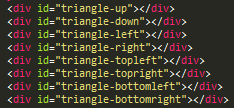 <div id="triangle-up"></div>
<div id="triangle-down"></div>
<div id="triangle-left"></div>
<div id="triangle-right"></div>
<div id="triangle-topleft"></div>
<div id="triangle-topright"></div>
<div id="triangle-bottomleft"></div>
<div id="triangle-bottomright"></div>